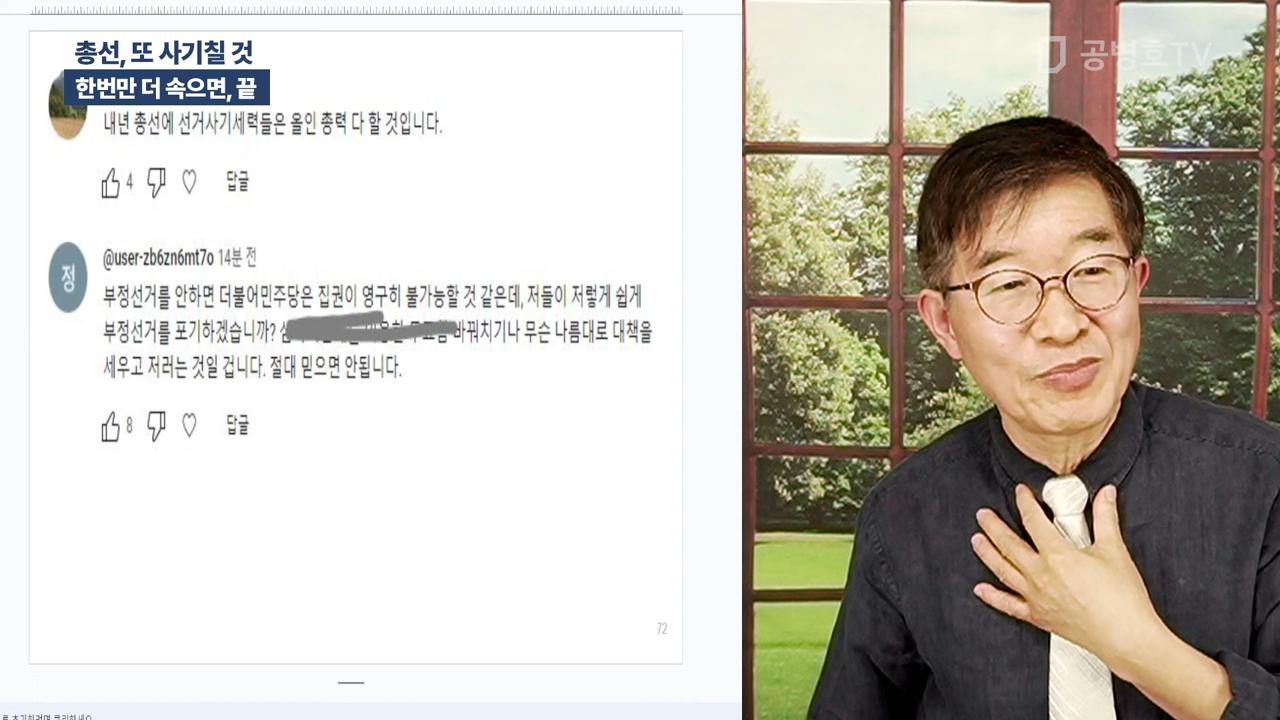 총선, 또 사기칠 것
한번만 더 속으면, 끝
공병호TV
내년 총선에 선거사기세력들은 올인 총력 다 할 것입니다.
4 답글
정
@user-zb6zn6mt7o 14분 전
부정선거를 안하면 더불어민주당은 집권이 영구히 불가능할 것 같은데, 저들이 저렇게 쉽게
부정선거를 포기하겠습니까? 바꿔치기나 무슨 나름대로 대책을
세우고 저러는 것일 겁니다. 절대 믿으면 안됩니다.
8 답글
72